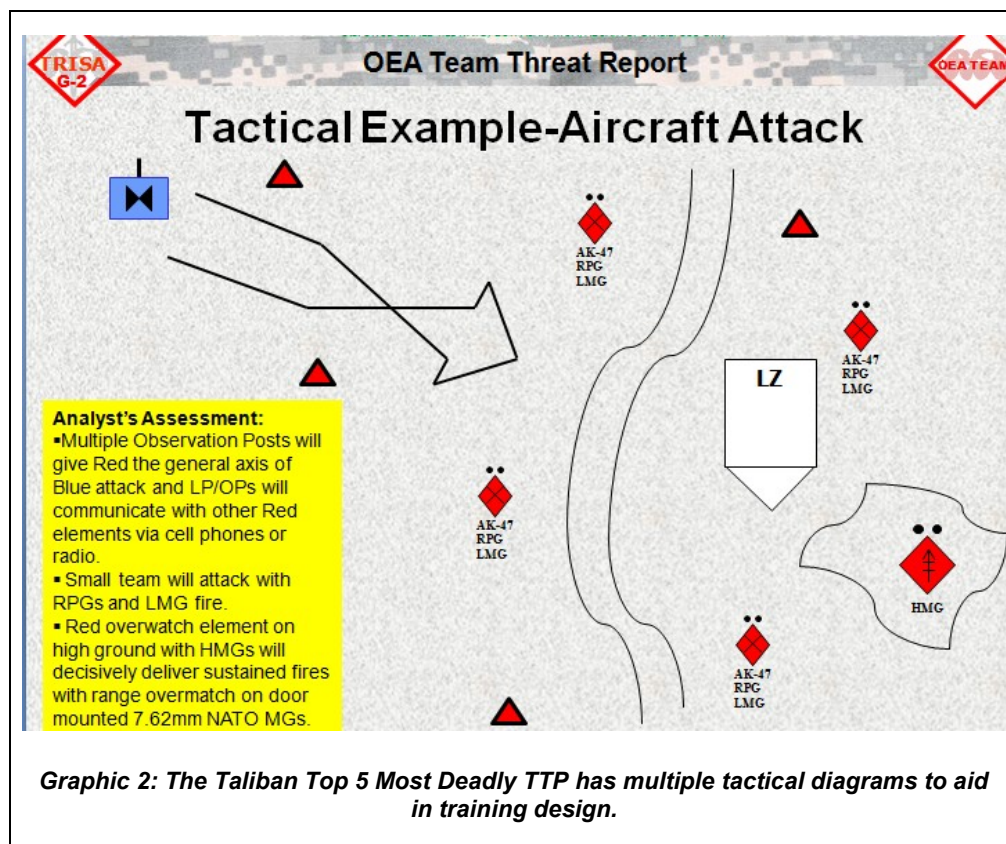 TRISA
G-2
OEA Team Threat Report
OEA TEAM
Tactical Example-Aircraft Attack
AK-47
RPG
LMG
AK-47
RPG
LMG
LZ
Analyst's Assessment:
▪Multiple Observation Posts will
give Red the general axis of
Blue attack and LP/OPs will
communicate with other Red
elements via cell phones or
radio.
▪ Small team will attack with
RPGs and LMG fire.
▪ Red overwatch element on
high ground with HMGs will
decisively deliver sustained fires
with range overmatch on door
mounted 7.62mm NATO MGs.
AK-47
RPG
LMG
HMG
AK-47
RPG
LMG
Graphic 2: The Taliban Top 5 Most Deadly TTP has multiple tactical diagrams to aid
in training design.